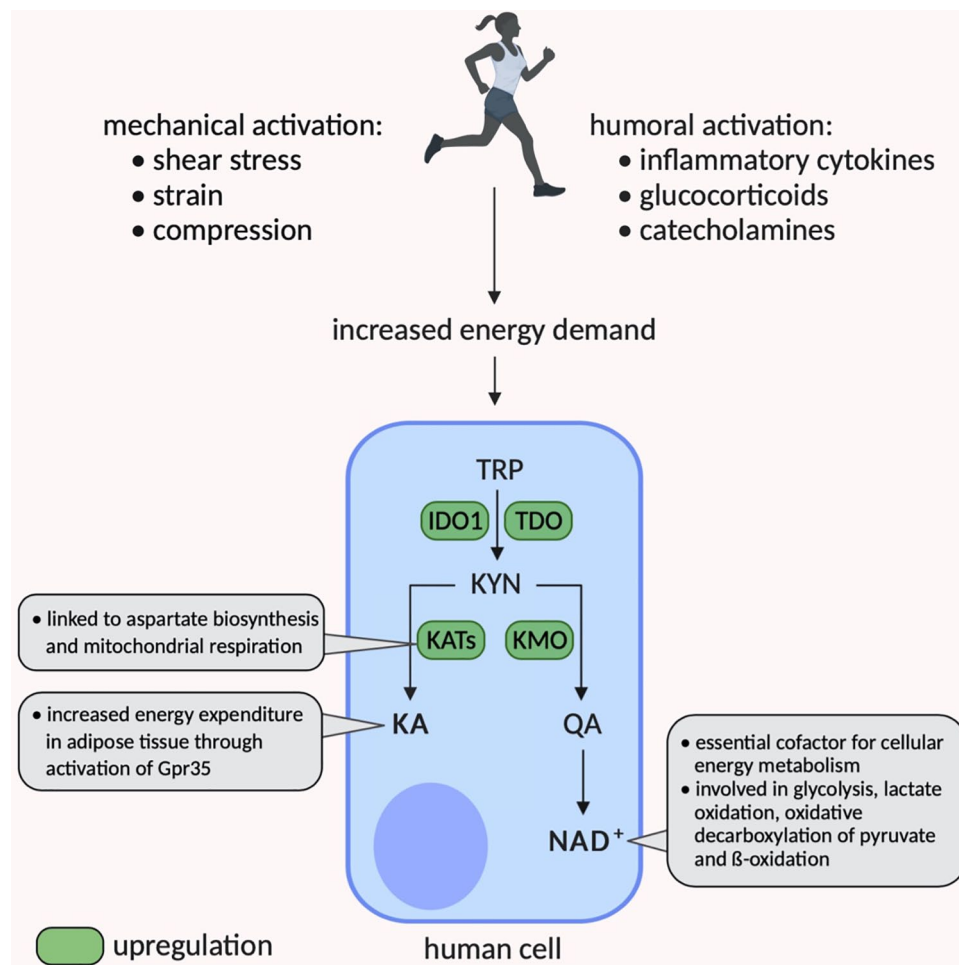 mechanical activation:
• shear stress
• strain
• compression
humoral activation:
• inflammatory cytokines
• glucocorticoids
• catecholamines
increased energy demand
TRP
IDO1
TDO
KYN
KATs
KMO
• linked to aspartate biosynthesis
and mitochondrial respiration
KA
QA
• increased energy expenditure
in adipose tissue through
activation of Gpr35
NAD⁺
• essential cofactor for cellular
energy metabolism
• involved in glycolysis, lactate
oxidation, oxidative
decarboxylation of pyruvate
and ß-oxidation
upregulation
human cell